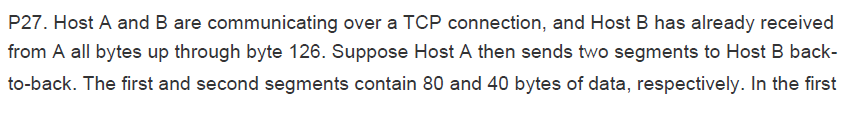 P27. Host A and B are communicating over a TCP connection, and Host B has already received
from A all bytes up through byte 126. Suppose Host A then sends two segments to Host B back-
to-back. The first and second segments contain 80 and 40 bytes of data, respectively. In the first